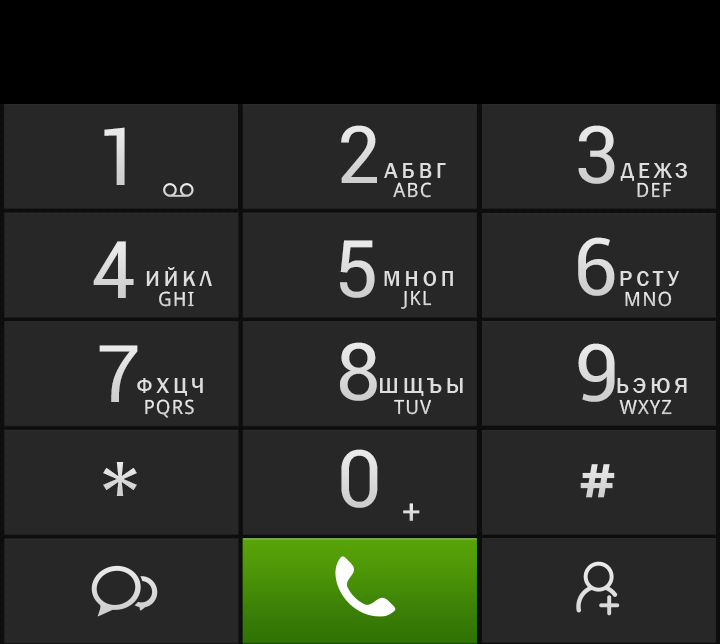 1
2 АБВГ
ABC
3 ДЕЖЗ
DEF
4 ИЙКЛ
GHI
5 МНОП
JKL
6 РСТУ
MNO
7 ФХЦЧ
PQRS
8 ШЩЪЫ
TUV
9 ЬЭЮЯ
WXYZ
*
0 +
#